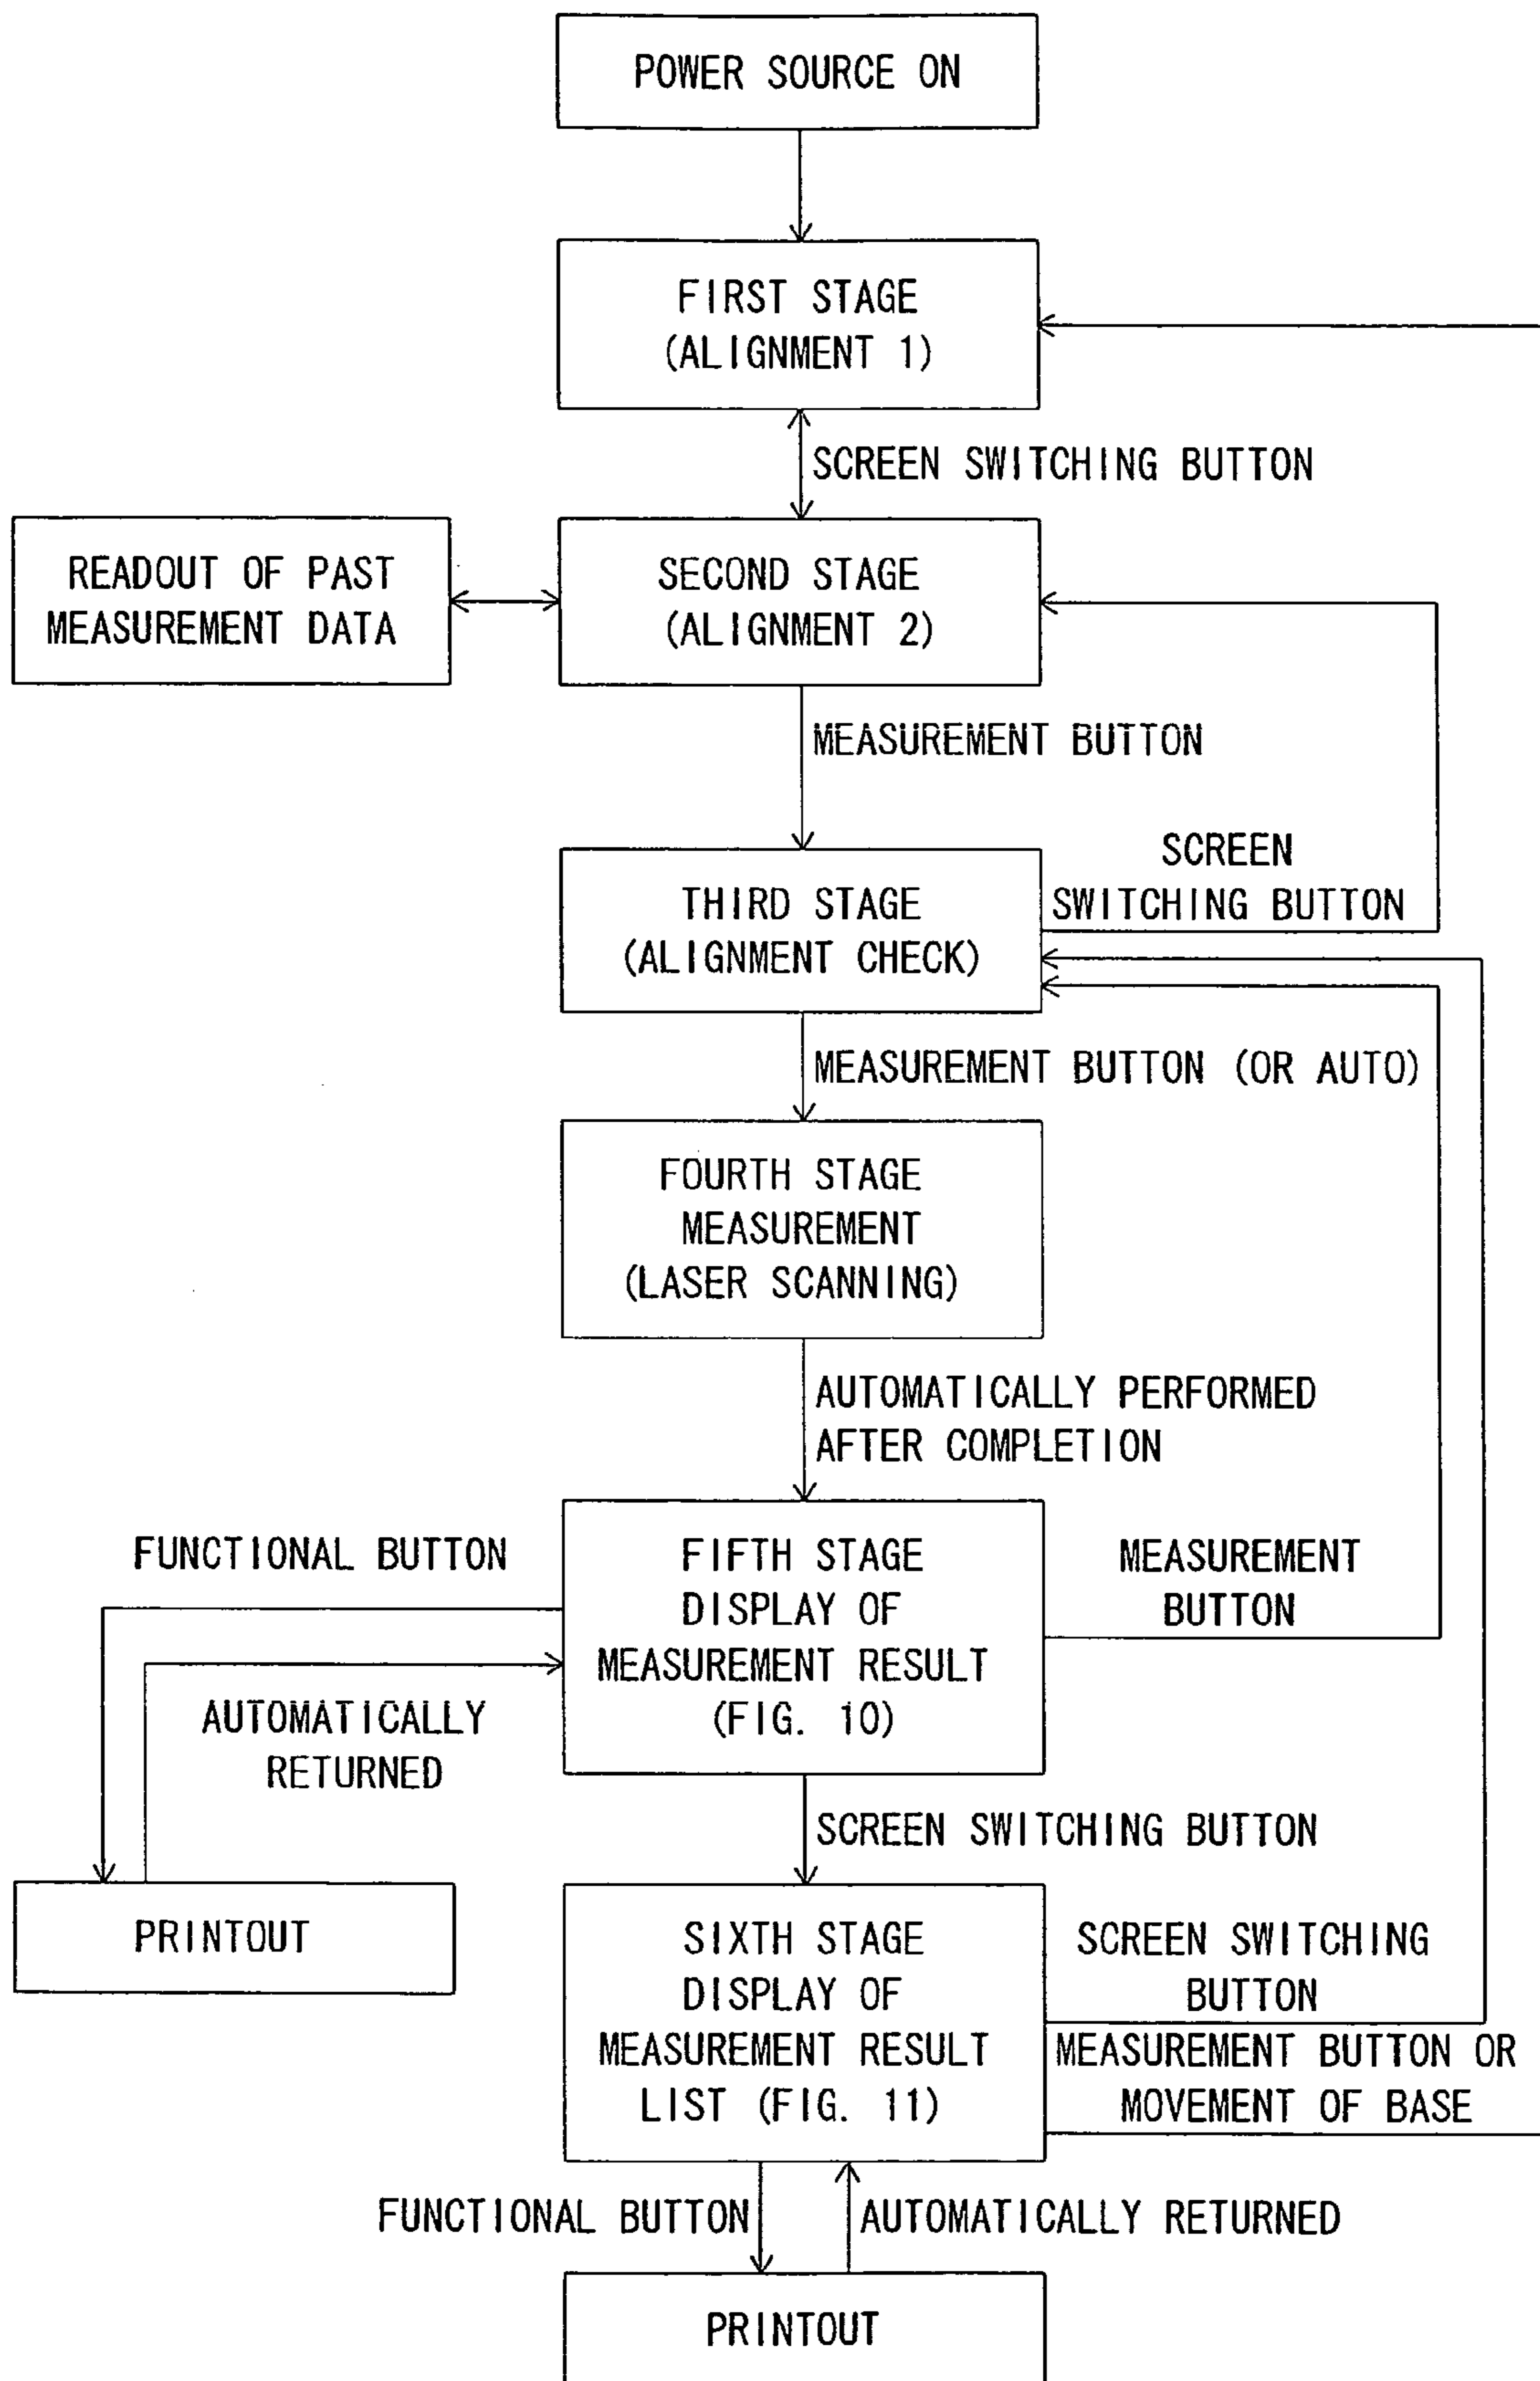 POWER SOURCE ON
FIRST STAGE
(ALIGNMENT 1)
SCREEN SWITCHING BUTTON
READOUT OF PAST
MEASUREMENT DATA
SECOND STAGE
(ALIGNMENT 2)
MEASUREMENT BUTTON
SCREEN
SWITCHING BUTTON
THIRD STAGE
(ALIGNMENT CHECK)
MEASUREMENT BUTTON (OR AUTO)
FOURTH STAGE
MEASUREMENT
(LASER SCANNING)
AUTOMATICALLY PERFORMED
AFTER COMPLETION
FUNCTIONAL BUTTON
FIFTH STAGE
DISPLAY OF
MEASUREMENT RESULT
(FIG. 10)
MEASUREMENT
BUTTON
AUTOMATICALLY
RETURNED
SCREEN SWITCHING BUTTON
PRINTOUT
SIXTH STAGE
DISPLAY OF
MEASUREMENT RESULT
LIST (FIG. 11)
SCREEN SWITCHING
BUTTON
MEASUREMENT BUTTON OR
MOVEMENT OF BASE
FUNCTIONAL BUTTON
AUTOMATICALLY RETURNED
PRINTOUT